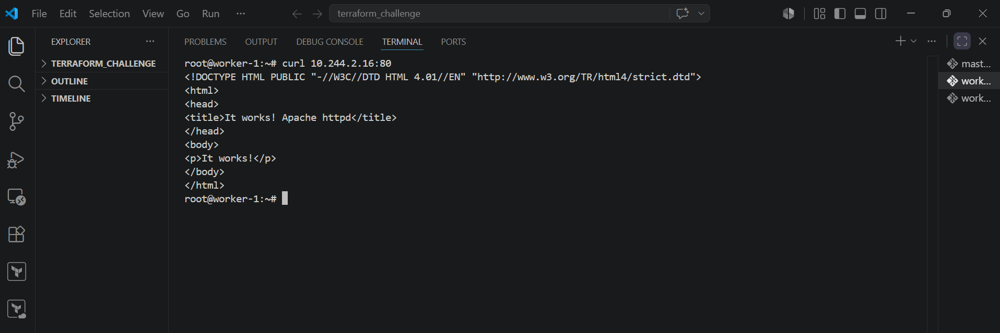 File Edit Selection View Go Run ···
terraform_challenge
EXPLORER ···
TERRAFORM_CHALLENGE
OUTLINE
TIMELINE
PROBLEMS OUTPUT DEBUG CONSOLE TERMINAL PORTS ···
root@worker-1:~# curl 10.244.2.16:80
<!DOCTYPE HTML PUBLIC "-//W3C//DTD HTML 4.01//EN" "http://www.w3.org/TR/html4/strict.dtd">
<html>
<head>
<title>It works! Apache httpd</title>
</head>
<body>
<p>It works!</p>
</body>
</html>
root@worker-1:~#
mast...
work...
work...